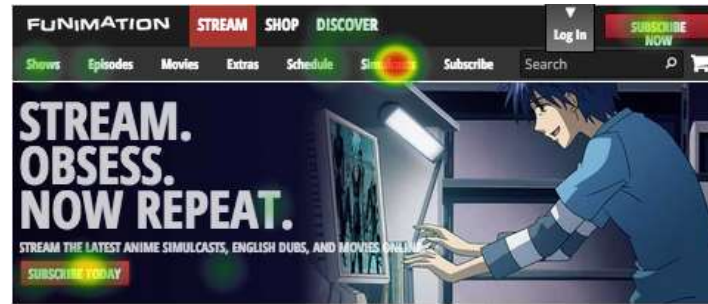 FUNIMATION STREAM SHOP DISCOVER Log In SUBSCRIBE NOW
Shows Episodes Movies Extras Schedule Simulcasts Subscribe Search
STREAM.
OBSESS.
NOW REPEAT.
STREAM THE LATEST ANIME SIMULCASTS, ENGLISH DUBS, AND MOVIES ONLINE.
SUBSCRIBE TODAY